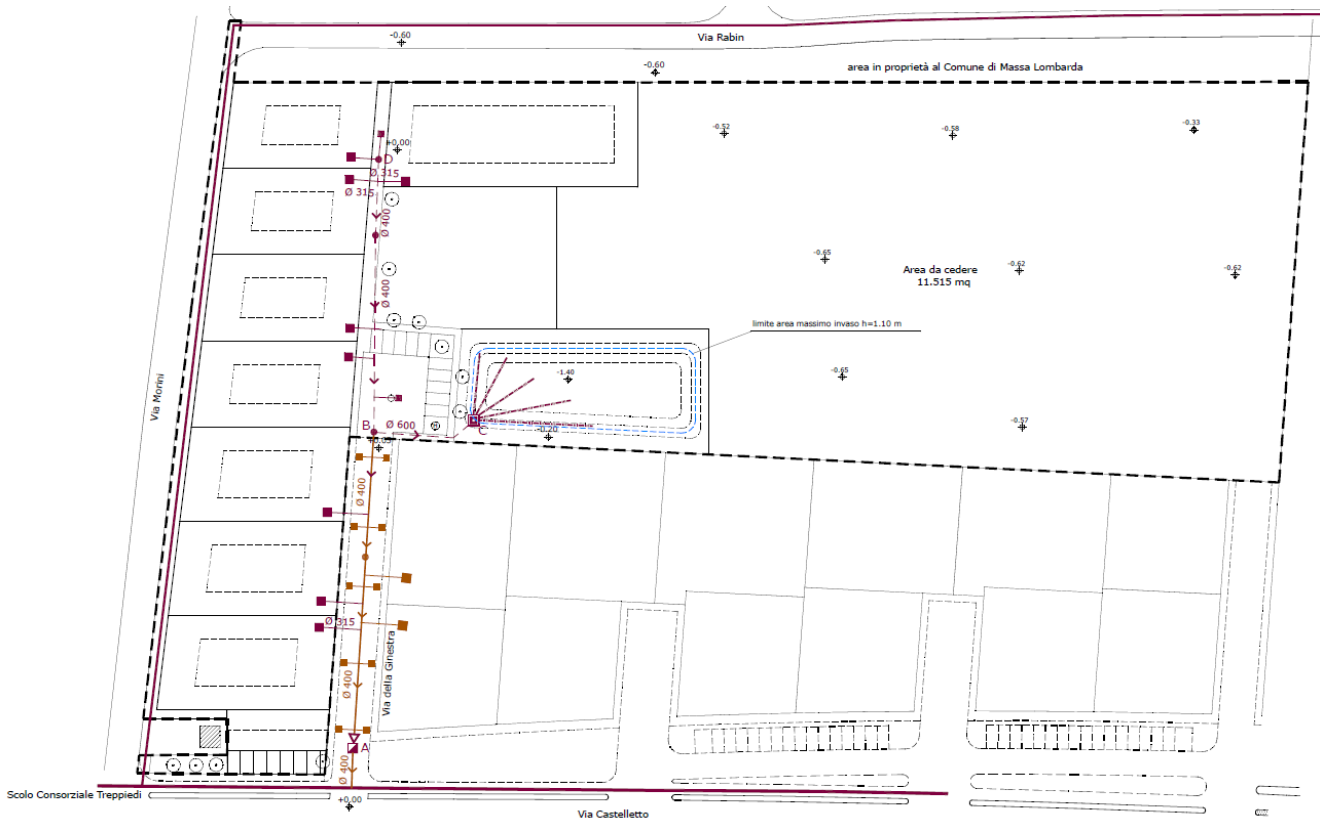 Via Rabin
-0.60
-0.60
area in proprietà al Comune di Massa Lombarda
-0.52
-0.58
-0.33
+0,00
D
Ø 315
Ø 315
Ø 400
Ø 400
-0.65
-0.62
-0.62
Area da cedere
11.515 mq
limite area massimo invaso h=1.10 m
-1.40
-0.65
Via Morini
B
Ø 600
C
-0.20
-0.57
+0.05
Ø 400
Ø 315
Via della Ginestra
Ø 400
A
Ø 400
Scolo Consorziale Treppiedi
+0,00
Via Castelletto